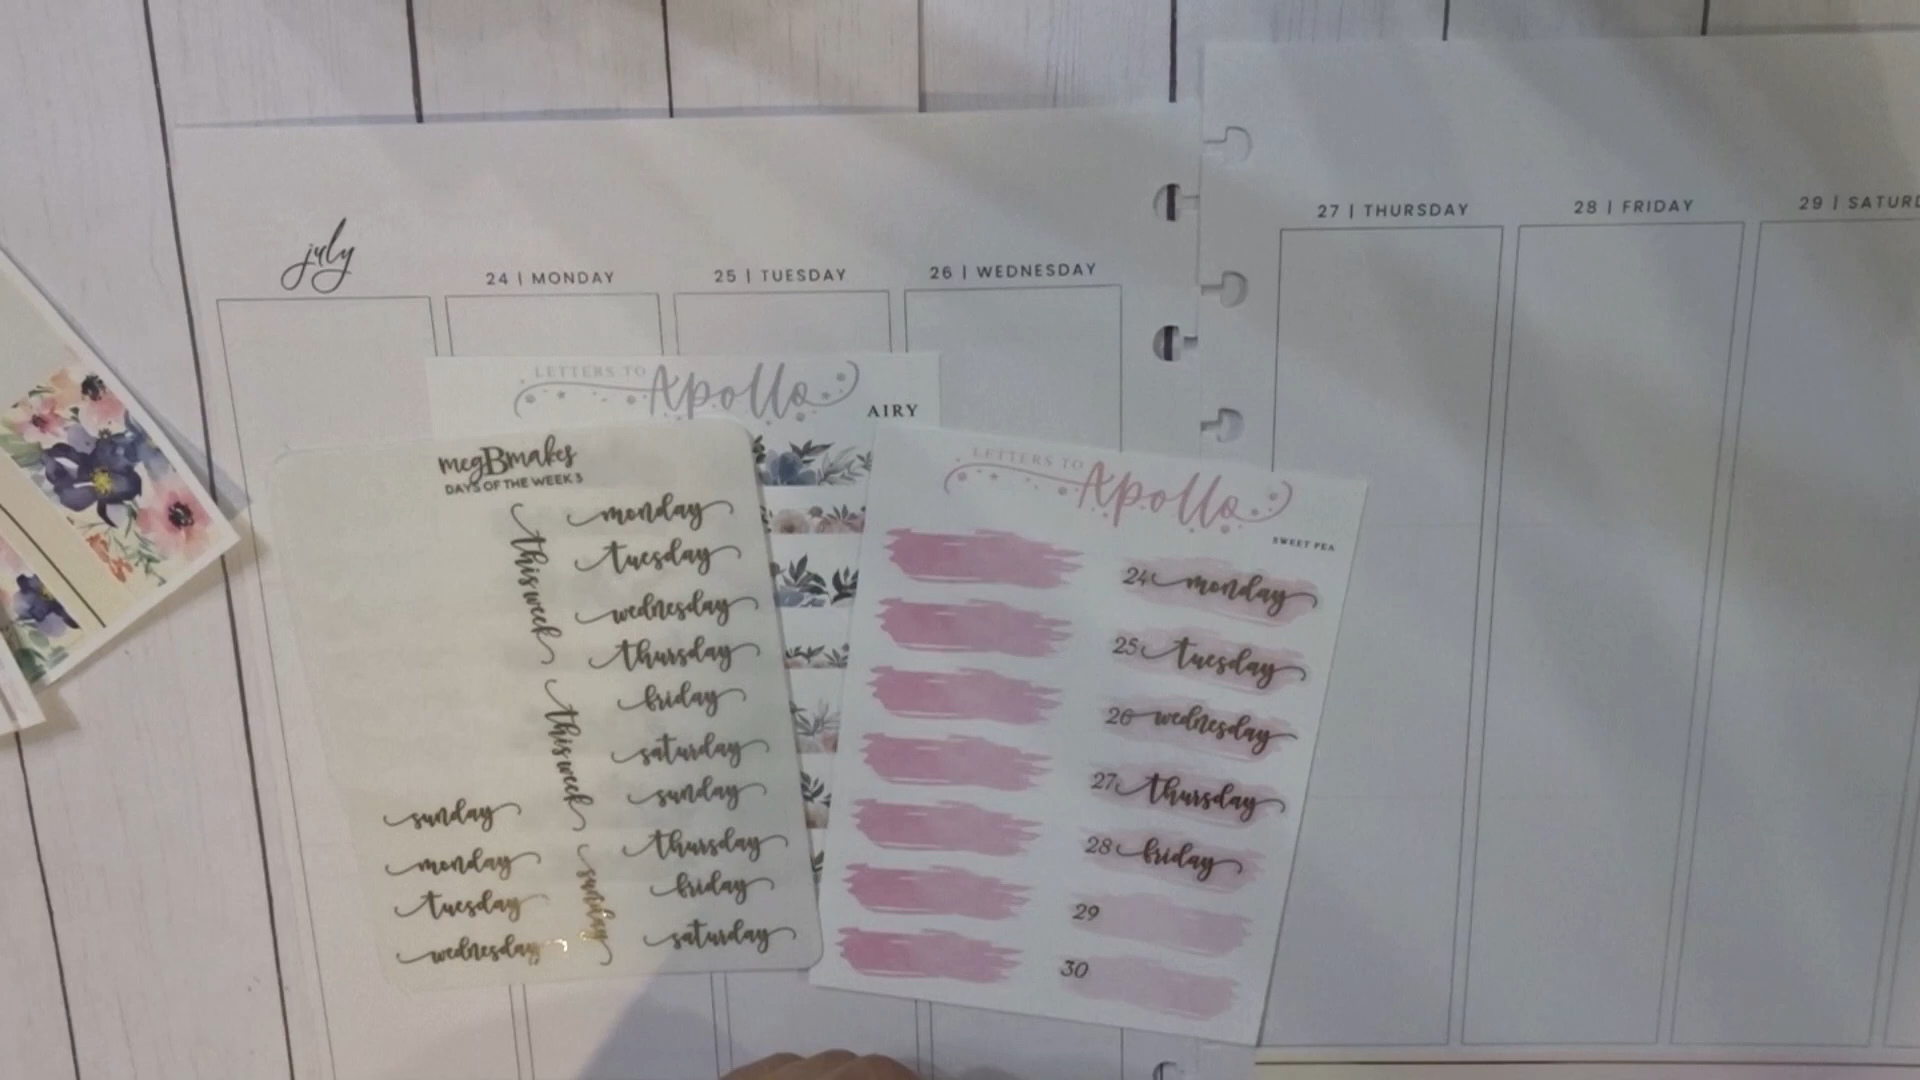 july
24 | MONDAY
25 | TUESDAY
26 | WEDNESDAY
27 | THURSDAY
28 | FRIDAY
29 | SATURD
LETTERS TO
Apollo
AIRY
megBmakes
DAYS OF THE WEEK 3
this week
this week
sunday
monday
tuesday
wednesday
thursday
friday
saturday
sunday
thursday
friday
saturday
sunday
monday
tuesday
wednesday
LETTERS TO
Apollo
SWEET PEA
24 monday
25 tuesday
26 wednesday
27 thursday
28 friday
29
30